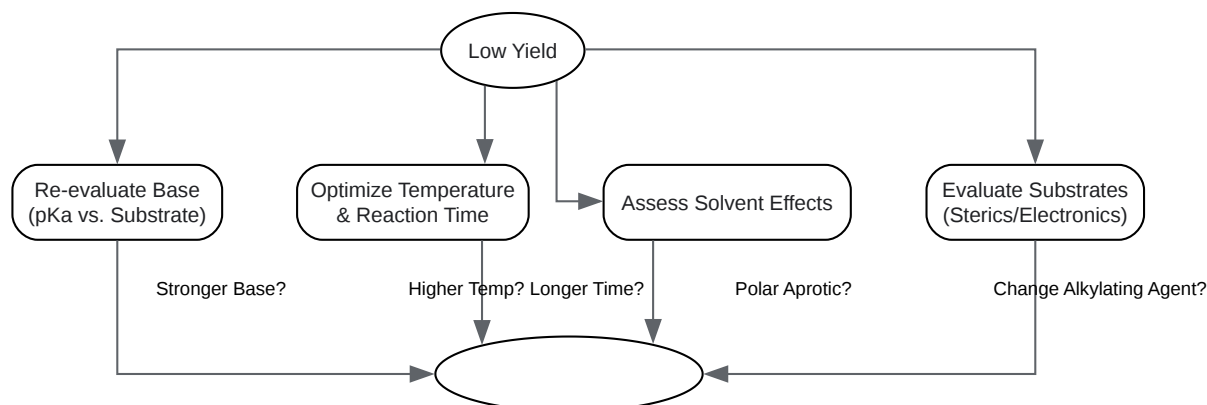 Low Yield
Re-evaluate Base
(pKa vs. Substrate)
Optimize Temperature
& Reaction Time
Assess Solvent Effects
Evaluate Substrates
(Sterics/Electronics)
Stronger Base?
Higher Temp? Longer Time?
Polar Aprotic?
Change Alkylating Agent?